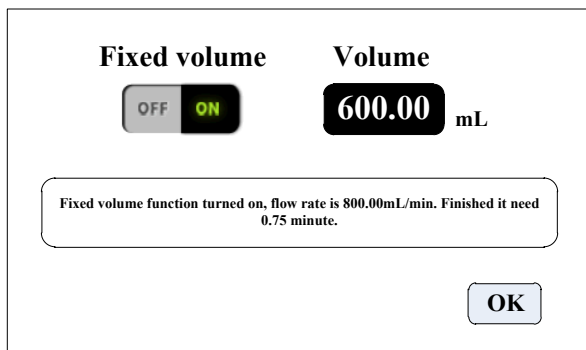 Fixed volume
Volume
OFF
ON
600.00
mL
Fixed volume function turned on, flow rate is 800.00mL/min. Finished it need
0.75 minute.
OK